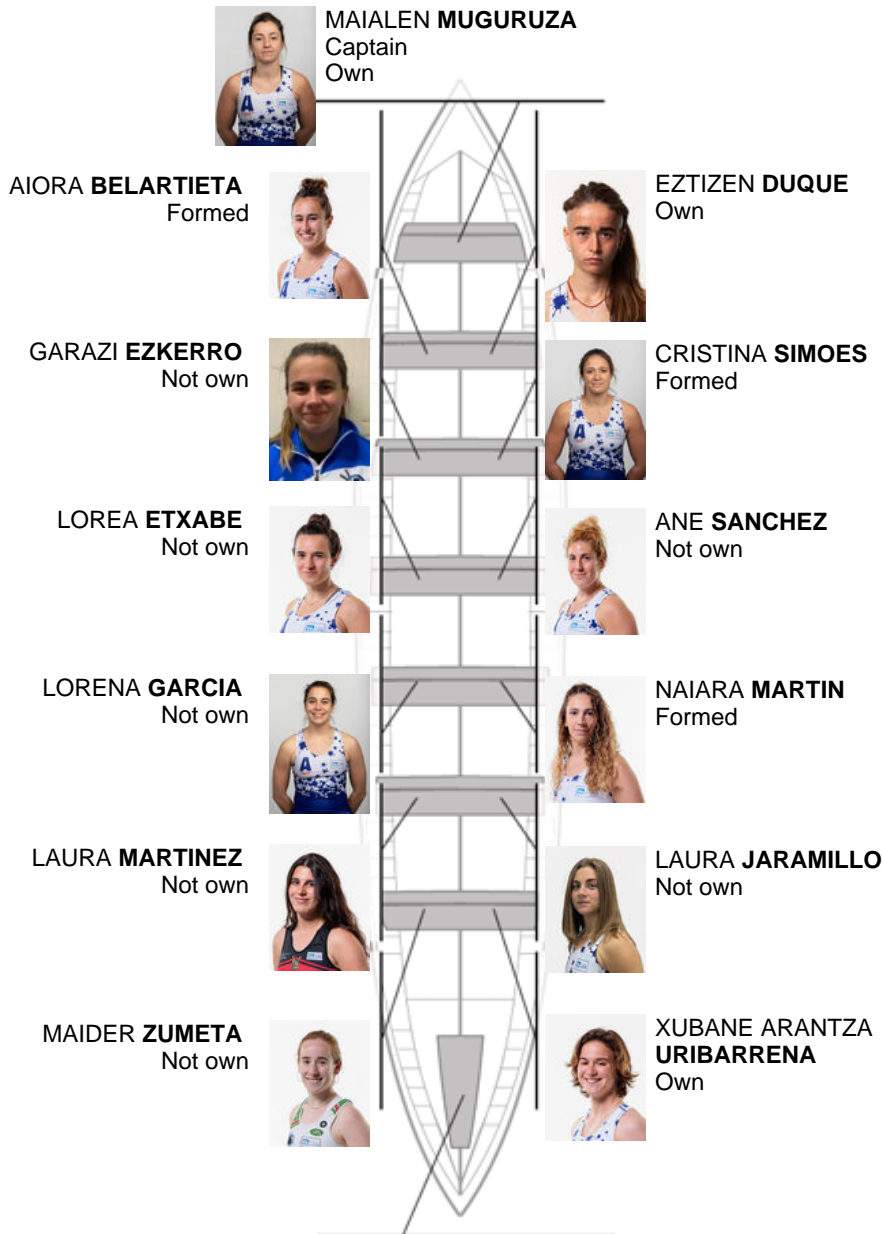 MAIALEN MUGURUZA
Captain
Own
AIORA BELARTIETA
Formed
EZTIZEN DUQUE
Own
GARAZI EZKERRO
Not own
CRISTINA SIMOES
Formed
LOREA ETXABE
Not own
ANE SANCHEZ
Not own
LORENA GARCIA
Not own
NAIARA MARTIN
Formed
LAURA MARTINEZ
Not own
LAURA JARAMILLO
Not own
MAIDER ZUMETA
Not own
XUBANE ARANTZA
URIBARRENA
Own